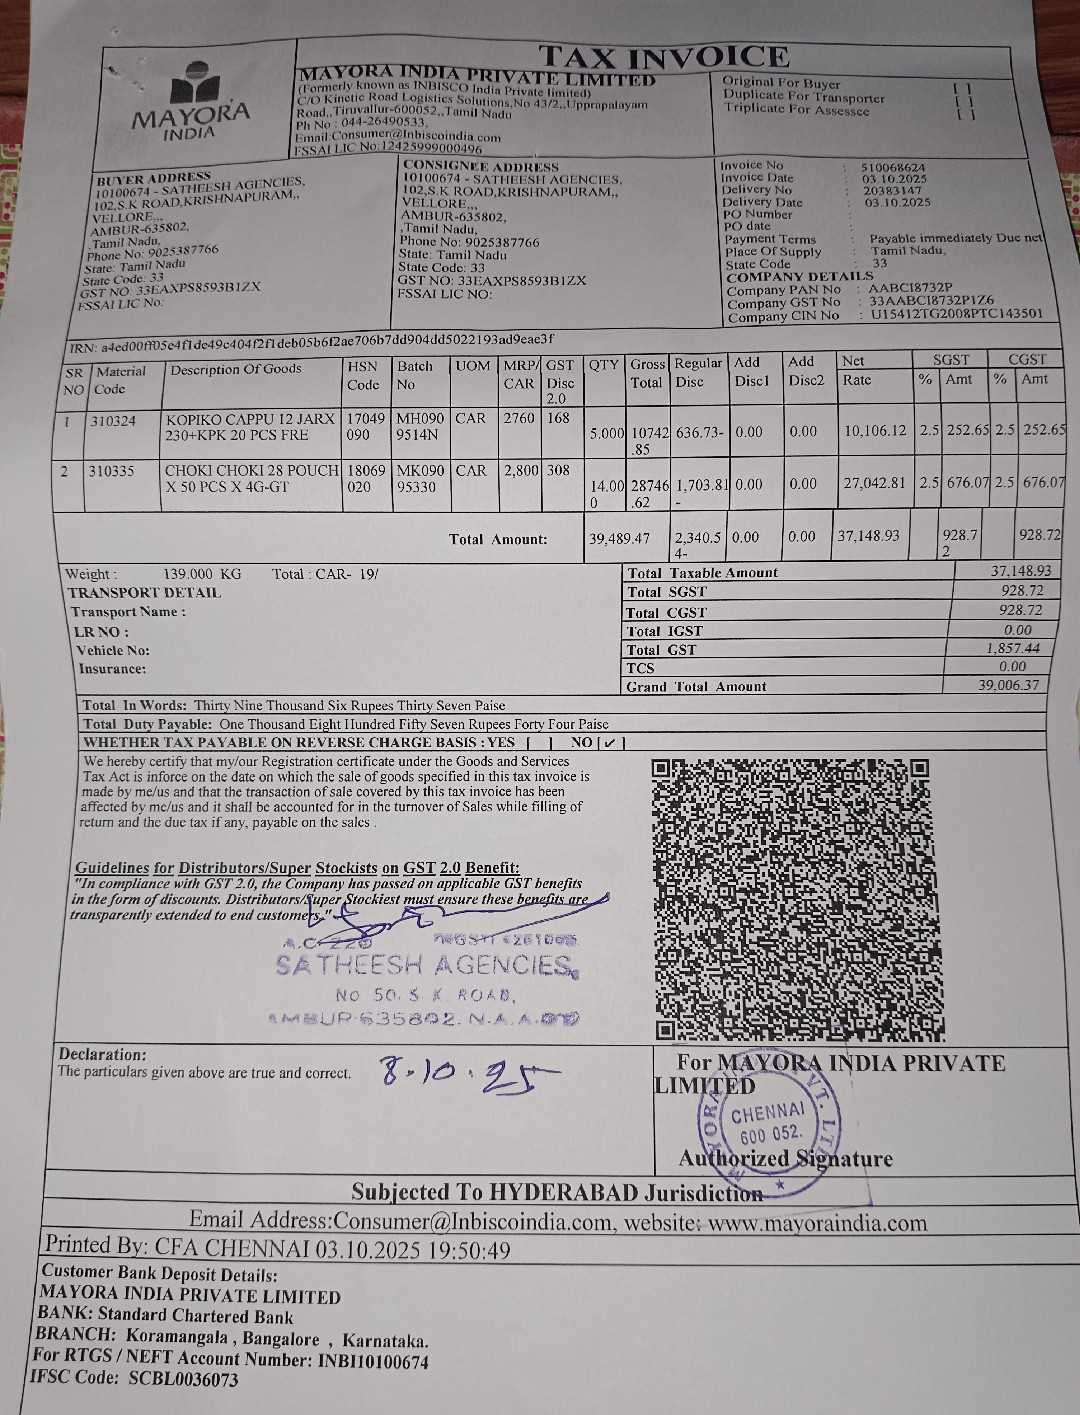 TAX INVOICE
MAYORA
INDIA
MAYORA INDIA PRIVATE LIMITED
(Formerly known as INBISCO India Private limited)
C/O Kinetic Road Logistics Solutions,No 43/2,,Upprapalayam
Road,,Tiruvallur-600052,,Tamil Nadu
Ph No : 044-26490533,
Email:Consumer@Inbiscoindia.com
FSSAI LIC No:12425999000496
Original For Buyer [ ]
Duplicate For Transporter [ ]
Triplicate For Assessee [ ]
BUYER ADDRESS
10100674 - SATHEESH AGENCIES,
102,S.K ROAD,KRISHNAPURAM,,
VELLORE,,,
AMBUR-635802,
,Tamil Nadu,
Phone No: 9025387766
State: Tamil Nadu
State Code: 33
GST NO: 33EAXPS8593B1ZX
FSSAI LIC No:
CONSIGNEE ADDRESS
10100674 - SATHEESH AGENCIES,
102,S.K ROAD,KRISHNAPURAM,,
VELLORE,,,
AMBUR-635802,
,Tamil Nadu,
Phone No: 9025387766
State: Tamil Nadu
State Code: 33
GST NO: 33EAXPS8593B1ZX
FSSAI LIC NO:
Invoice No : 510068624
Invoice Date : 03.10.2025
Delivery No : 20383147
Delivery Date : 03.10.2025
PO Number :
PO date :
Payment Terms : Payable immediately Due net
Place Of Supply : Tamil Nadu,
State Code : 33
COMPANY DETAILS
Company PAN No : AABCI8732P
Company GST No : 33AABCI8732P1Z6
Company CIN No : U15412TG2008PTC143501
IRN: a4ed00ff05e4f1de49c404f2f1deb05b6f2ae706b7dd904dd5022193ad9eae3f
SR NO Material Code Description Of Goods HSN Code Batch No UOM MRP/ CAR GST Disc 2.0 QTY Gross Total Regular Disc Add Disc1 Add Disc2 Net Rate SGST % Amt CGST % Amt
1 310324 KOPIKO CAPPU 12 JARX 17049 MH090 CAR 2760 168
230+KPK 20 PCS FRE 090 9514N 5.000 10742 636.73- 0.00 0.00 10,106.12 2.5 252.65 2.5 252.65
.85
2 310335 CHOKI CHOKI 28 POUCH 18069 MK090 CAR 2,800 308
X 50 PCS X 4G-GT 020 95330 14.00 28746 1,703.81 0.00 0.00 27,042.81 2.5 676.07 2.5 676.07
0 .62 -
Total Amount: 39,489.47 2,340.5 0.00 0.00 37,148.93 928.7 928.72
4- 2
Weight : 139.000 KG Total : CAR- 19/
TRANSPORT DETAIL
Transport Name :
LR NO :
Vehicle No:
Insurance:
Total Taxable Amount 37,148.93
Total SGST 928.72
Total CGST 928.72
Total IGST 0.00
Total GST 1,857.44
TCS 0.00
Grand Total Amount 39,006.37
Total In Words: Thirty Nine Thousand Six Rupees Thirty Seven Paise
Total Duty Payable: One Thousand Eight Hundred Fifty Seven Rupees Forty Four Paise
WHETHER TAX PAYABLE ON REVERSE CHARGE BASIS : YES [ ] NO [✓]
We hereby certify that my/our Registration certificate under the Goods and Services
Tax Act is inforce on the date on which the sale of goods specified in this tax invoice is
made by me/us and that the transaction of sale covered by this tax invoice has been
affected by me/us and it shall be accounted for in the turnover of Sales while filling of
return and the due tax if any, payable on the sales .
Guidelines for Distributors/Super Stockists on GST 2.0 Benefit:
"In compliance with GST 2.0, the Company has passed on applicable GST benefits
in the form of discounts. Distributors/Super Stockiest must ensure these benefits are
transparently extended to end customers."
SATHEESH AGENCIES,
NO 50. S. K. ROAD,
AMBUR-635802. N.A.A.
Declaration:
The particulars given above are true and correct.
8.10.25
For MAYORA INDIA PRIVATE
LIMITED
CHENNAI
600 052.
Authorized Signature
Subjected To HYDERABAD Jurisdiction
Email Address:Consumer@Inbiscoindia.com, website:-www.mayoraindia.com
Printed By: CFA CHENNAI 03.10.2025 19:50:49
Customer Bank Deposit Details:
MAYORA INDIA PRIVATE LIMITED
BANK: Standard Chartered Bank
BRANCH: Koramangala , Bangalore , Karnataka.
For RTGS / NEFT Account Number: INBI10100674
IFSC Code: SCBL0036073